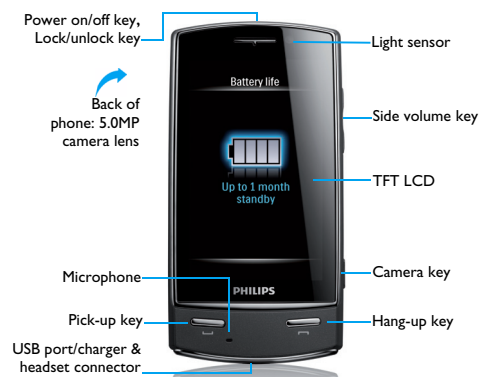 Power on/off key,
Lock/unlock key
Light sensor
Battery life
Back of
phone: 5.0MP
camera lens
Side volume key
Up to 1 month
standby
TFT LCD
Microphone
Camera key
PHILIPS
Pick-up key
Hang-up key
USB port/charger &
headset connector